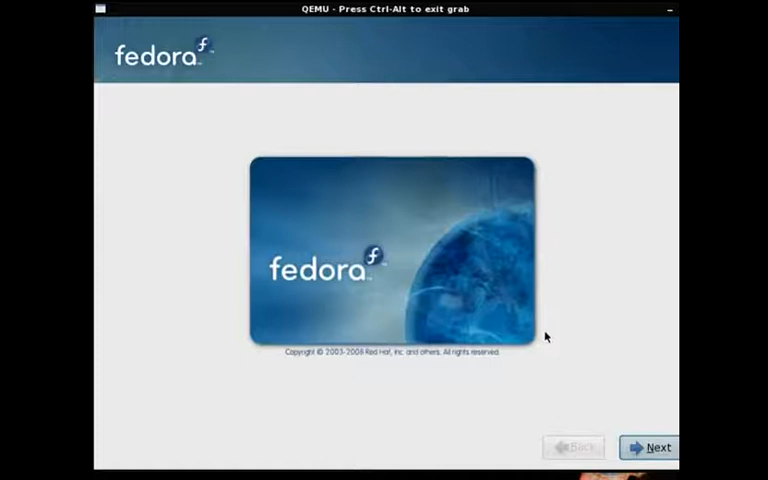 QEMU - Press Ctrl-Alt to exit grab
fedora
fedora
Copyright © 2003-2008 Red Hat, Inc and others. All rights reserved.
Back
Next